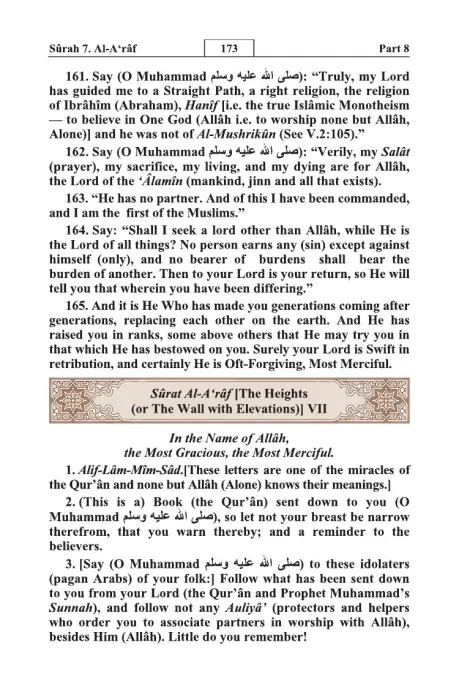 Sûrah 7. Al-A‘râf 173 Part 8
161. Say (O Muhammad صلى الله عليه وسلم): “Truly, my Lord
has guided me to a Straight Path, a right religion, the religion
of Ibrâhîm (Abraham), Hanîf [i.e. the true Islâmic Monotheism
— to believe in One God (Allâh i.e. to worship none but Allâh,
Alone)] and he was not of Al-Mushrikûn (See V.2:105).”
162. Say (O Muhammad صلى الله عليه وسلم): “Verily, my Salât
(prayer), my sacrifice, my living, and my dying are for Allâh,
the Lord of the ‘Âlamîn (mankind, jinn and all that exists).
163. “He has no partner. And of this I have been commanded,
and I am the first of the Muslims.”
164. Say: “Shall I seek a lord other than Allâh, while He is
the Lord of all things? No person earns any (sin) except against
himself (only), and no bearer of burdens shall bear the
burden of another. Then to your Lord is your return, so He will
tell you that wherein you have been differing.”
165. And it is He Who has made you generations coming after
generations, replacing each other on the earth. And He has
raised you in ranks, some above others that He may try you in
that which He has bestowed on you. Surely your Lord is Swift in
retribution, and certainly He is Oft-Forgiving, Most Merciful.
Sûrat Al-A‘râf [The Heights
(or The Wall with Elevations)] VII
In the Name of Allâh,
the Most Gracious, the Most Merciful.
1. Alif-Lâm-Mîm-Sâd.[These letters are one of the miracles of
the Qur’ân and none but Allâh (Alone) knows their meanings.]
2. (This is a) Book (the Qur’ân) sent down to you (O
Muhammad صلى الله عليه وسلم), so let not your breast be narrow
therefrom, that you warn thereby; and a reminder to the
believers.
3. [Say (O Muhammad صلى الله عليه وسلم) to these idolaters
(pagan Arabs) of your folk:] Follow what has been sent down
to you from your Lord (the Qur’ân and Prophet Muhammad’s
Sunnah), and follow not any Auliyâ’ (protectors and helpers
who order you to associate partners in worship with Allâh),
besides Him (Allâh). Little do you remember!